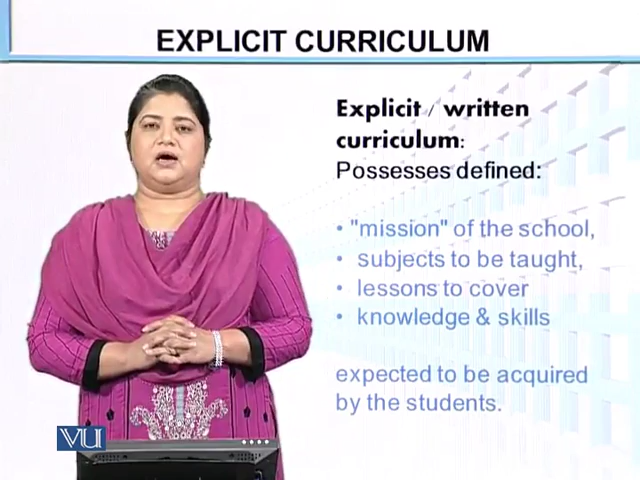 EXPLICIT CURRICULUM
Explicit / written
curriculum:
Possesses defined:
• "mission" of the school,
• subjects to be taught,
• lessons to cover
• knowledge & skills
expected to be acquired
by the students.
VU